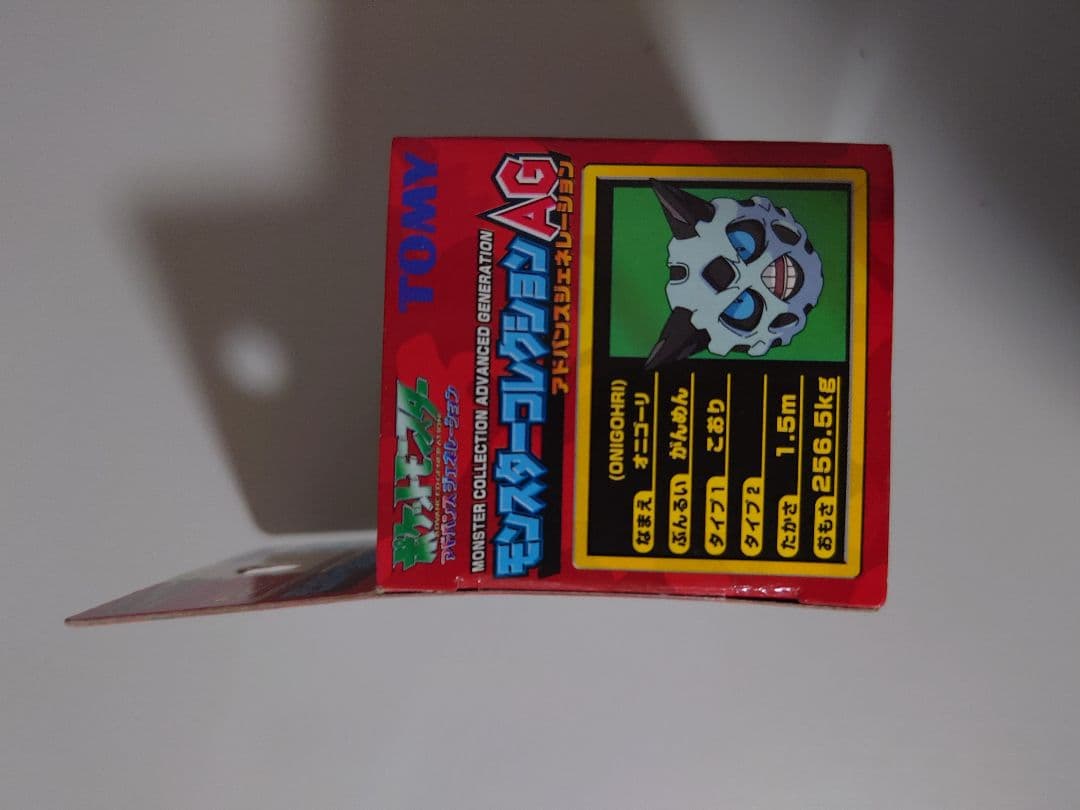 ポケットモンスター
ADVANCED GENERATION
アドバンスジェネレーション
TOMY
MONSTER COLLECTION ADVANCED GENERATION
モンスターコレクションAG
アドバンスジェネレーション
(ONIGOHRI)
なまえ オニゴーリ
ぶんるい がんめん
タイプ1 こおり
タイプ2
たかさ 1.5m
おもさ 256.5kg